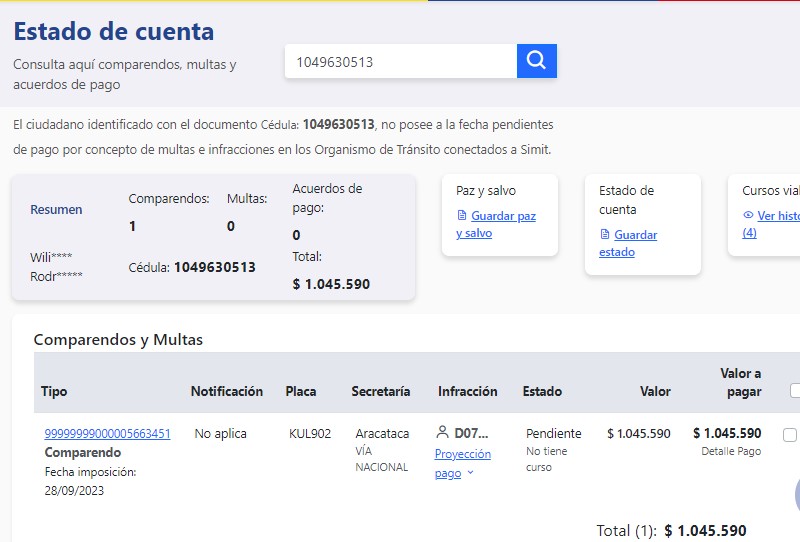 Estado de cuenta
Consulta aquí comparendos, multas y
acuerdos de pago
1049630513
El ciudadano identificado con el documento Cédula: 1049630513, no posee a la fecha pendientes
de pago por concepto de multas e infracciones en los Organismo de Tránsito conectados a Simit.
Resumen
Wili****
Rodr*****
Comparendos:
1
Multas:
0
Cédula: 1049630513
Acuerdos de
pago:
0
Total:
$ 1.045.590
Paz y salvo
Guardar paz
y salvo
Estado de
cuenta
Guardar
estado
Cursos vial
Ver histo
(4)
Comparendos y Multas
Tipo Notificación Placa Secretaría Infracción Estado Valor Valor a
pagar
99999999000005663451 No aplica KUL902 Aracataca D07... Pendiente $ 1.045.590 $ 1.045.590
Comparendo VÍA Proyección No tiene Detalle Pago
Fecha imposición: NACIONAL pago curso
28/09/2023
Total (1): $ 1.045.590